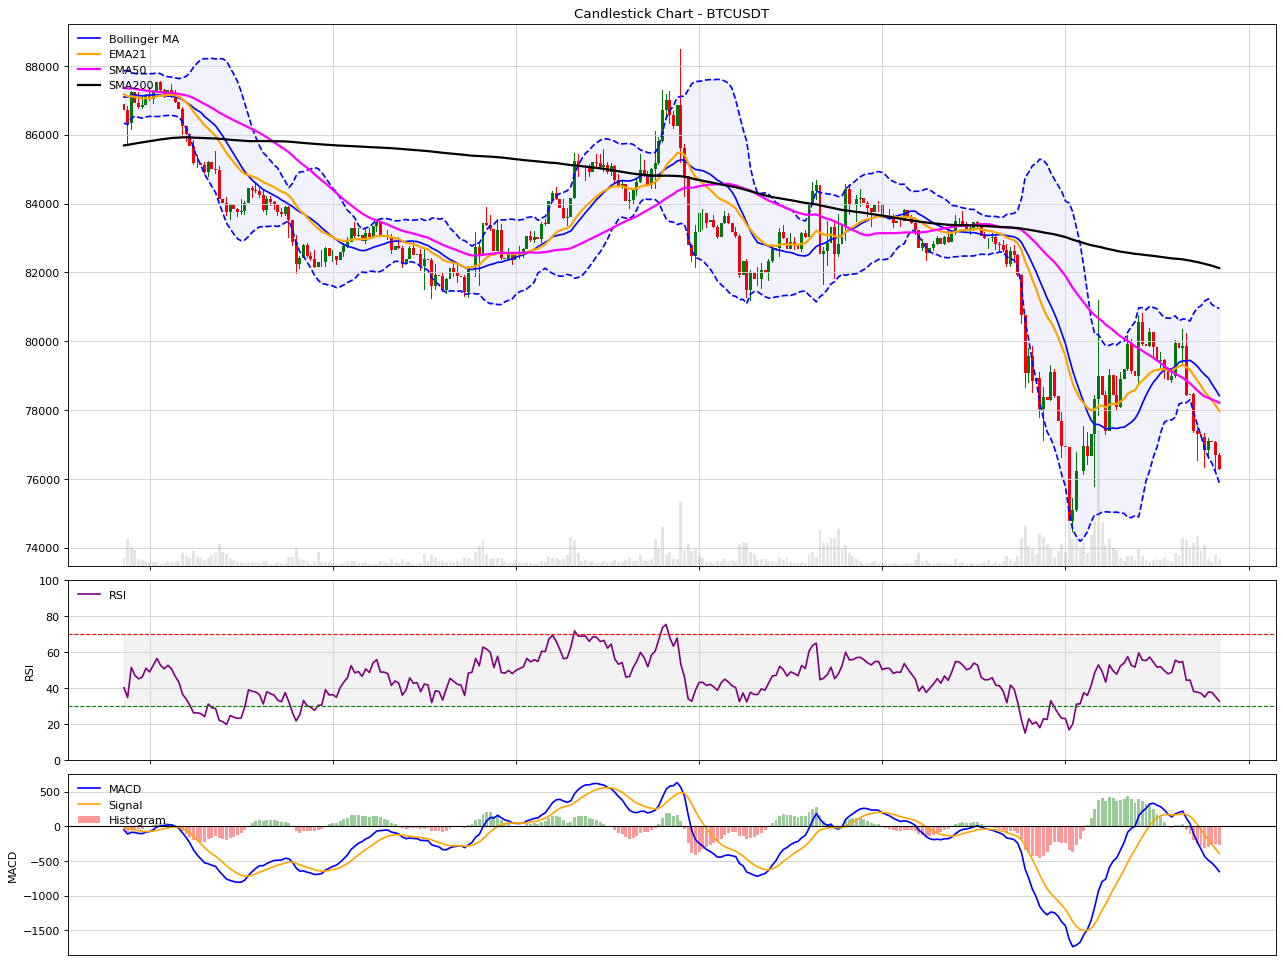 Candlestick Chart - BTCUSDT
Bollinger MA
EMA21
SMA50
SMA200
88000
86000
84000
82000
80000
78000
76000
74000
RSI
100
80
60
40
20
0
RSI
MACD
Signal
Histogram
500
0
−500
−1000
−1500
MACD